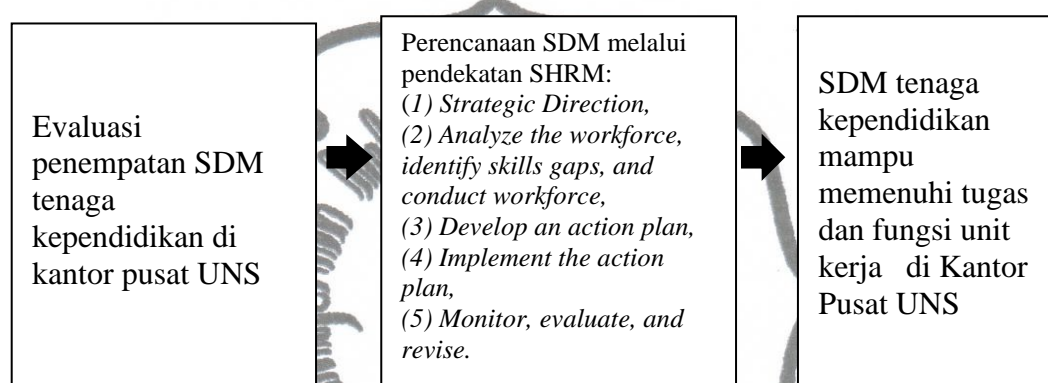 Evaluasi
penempatan SDM
tenaga
kependidikan di
kantor pusat UNS
Perencanaan SDM melalui
pendekatan SHRM:
(1) Strategic Direction,
(2) Analyze the workforce,
identify skills gaps, and
conduct workforce,
(3) Develop an action plan,
(4) Implement the action
plan,
(5) Monitor, evaluate, and
revise.
SDM tenaga
kependidikan
mampu
memenuhi tugas
dan fungsi unit
kerja di Kantor
Pusat UNS